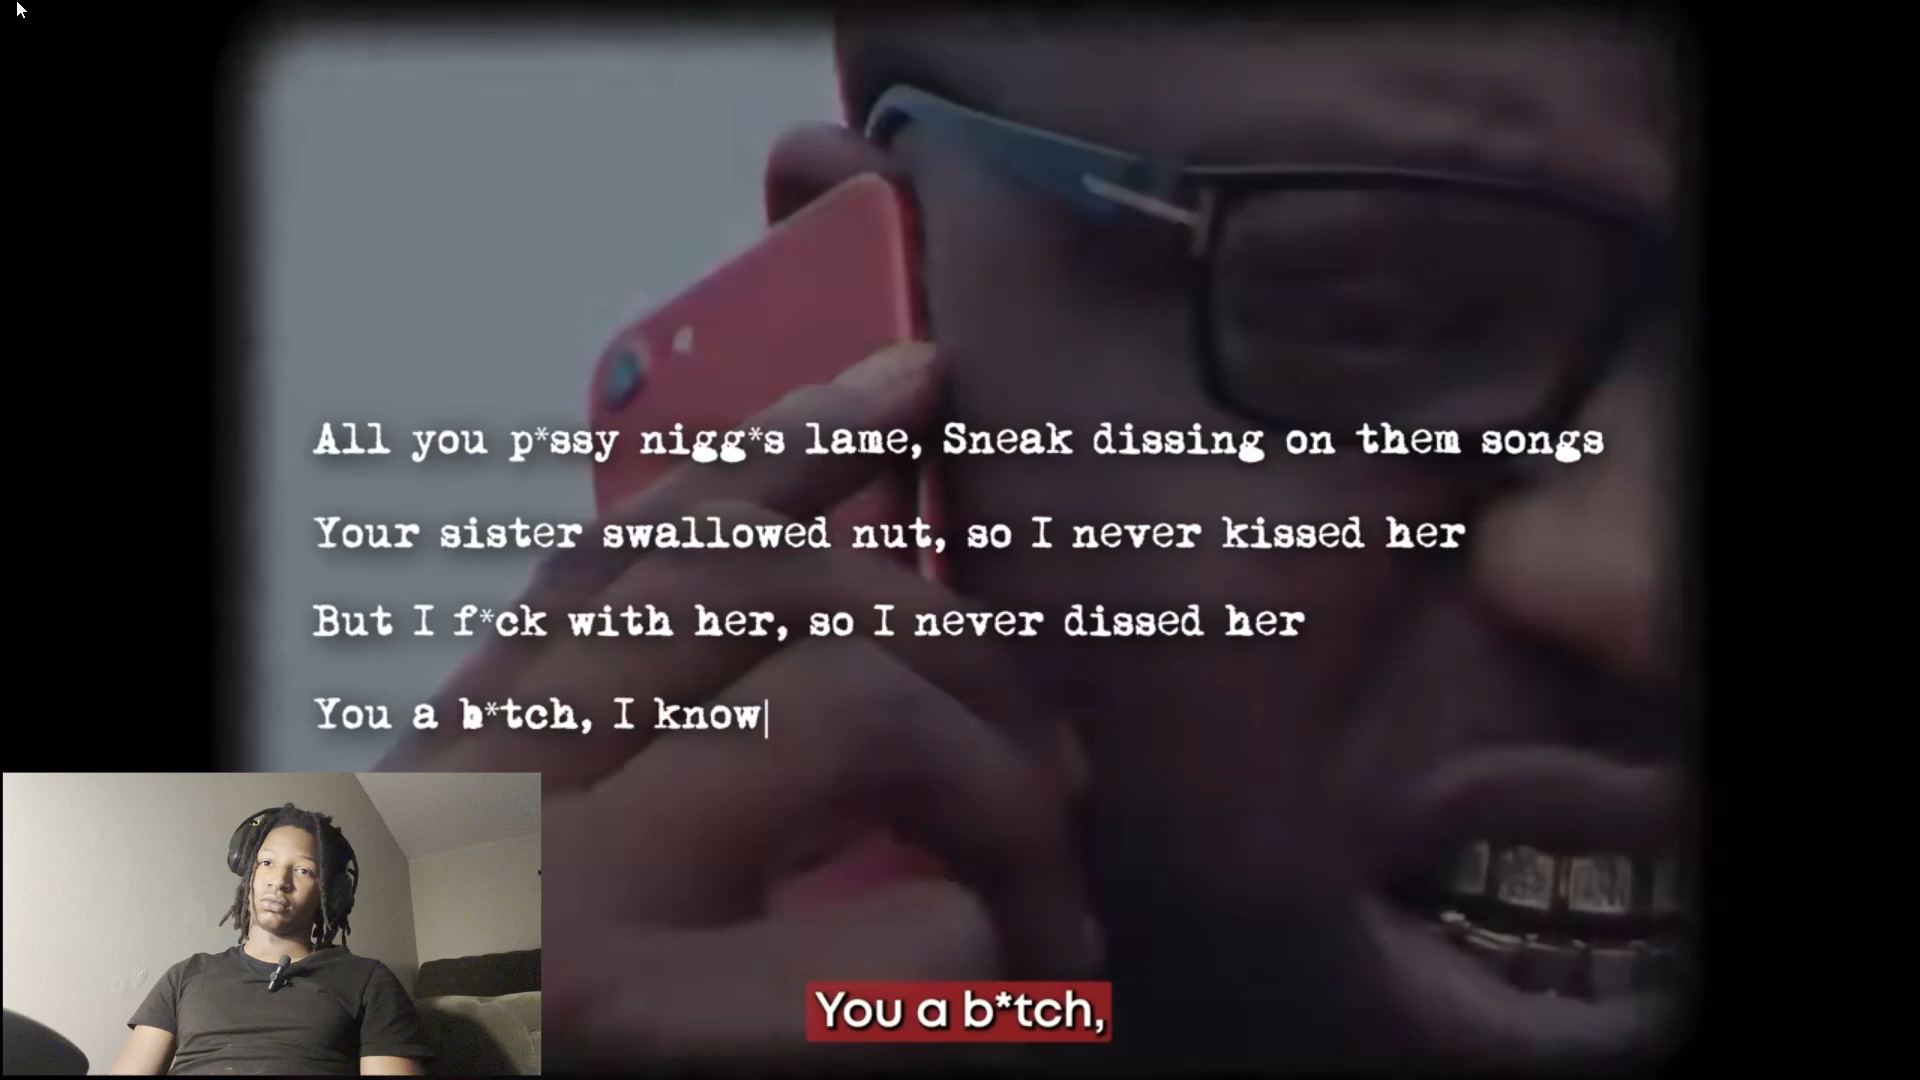 All you p*ssy nigg*s lame, Sneak dissing on them songs
Your sister swallowed nut, so I never kissed her
But I f*ck with her, so I never dissed her
You a b*tch, I know
You a b*tch,